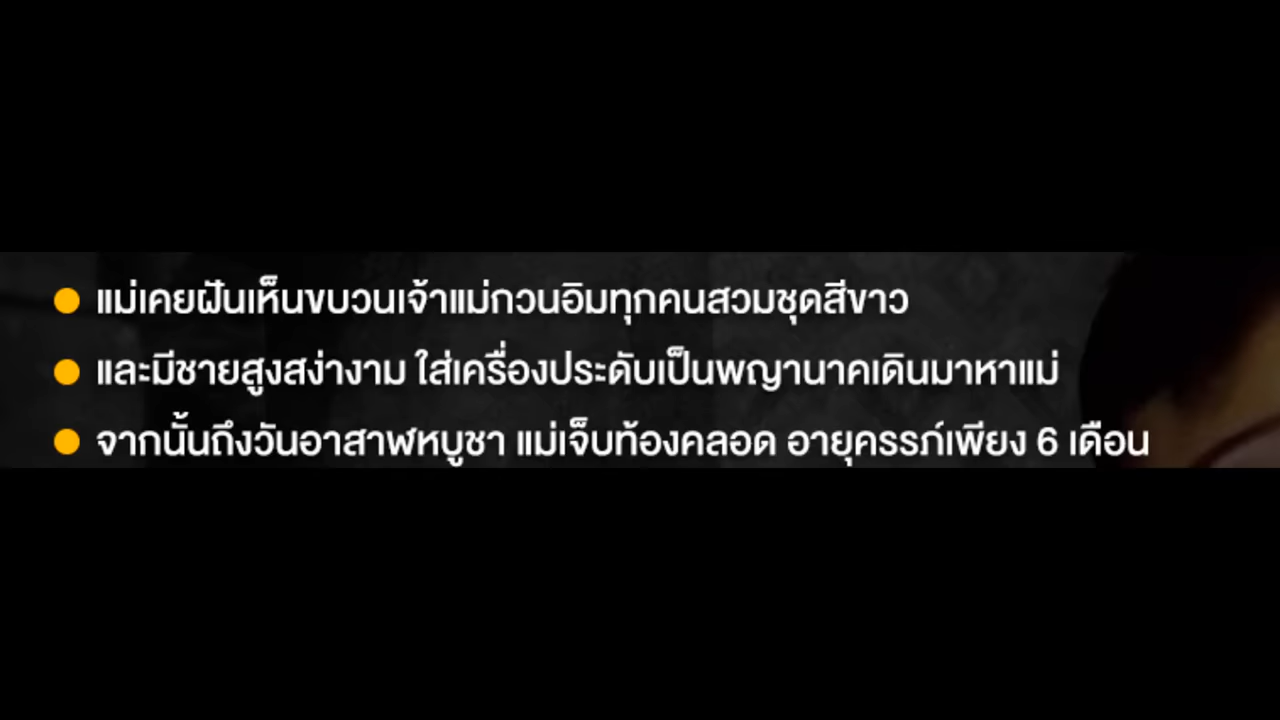 แม่เคยฝันเห็นขบวนเจ้าแม่กวนอิมทุกคนสวมชุดสีขาว
และมีชายสูงสง่างาม ใส่เครื่องประดับเป็นพญานาคเดินมาหาแม่
จากนั้นถึงวันอาสาฬหบูชา แม่เจ็บท้องคลอด อายุครรภ์เพียง 6 เดือน